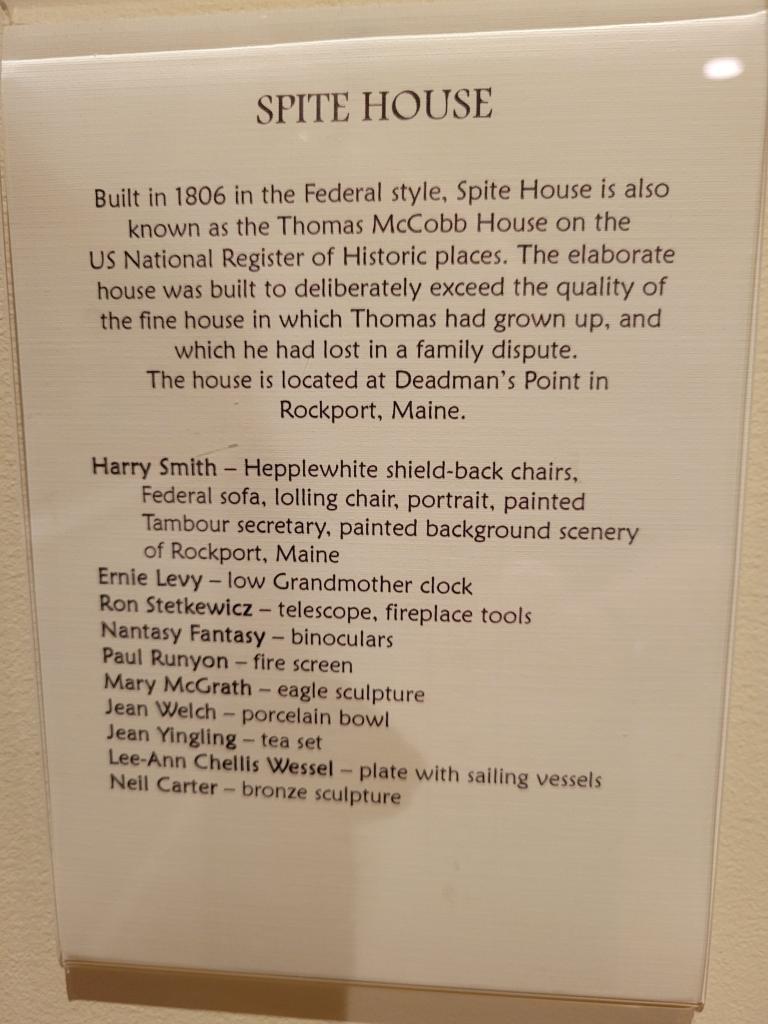 SPITE HOUSE
Built in 1806 in the Federal style, Spite House is also
known as the Thomas McCobb House on the
US National Register of Historic places. The elaborate
house was built to deliberately exceed the quality of
the fine house in which Thomas had grown up, and
which he had lost in a family dispute.
The house is located at Deadman's Point in
Rockport, Maine.
Harry Smith – Hepplewhite shield-back chairs,
Federal sofa, lolling chair, portrait, painted
Tambour secretary, painted background scenery
of Rockport, Maine
Ernie Levy – low Grandmother clock
Ron Stetkewicz – telescope, fireplace tools
Nantasy Fantasy – binoculars
Paul Runyon – fire screen
Mary McGrath – eagle sculpture
Jean Welch – porcelain bowl
Jean Yingling – tea set
Lee-Ann Chellis Wessel – plate with sailing vessels
Neil Carter – bronze sculpture